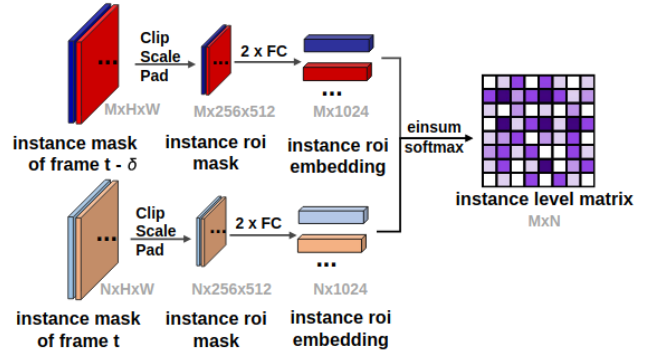 Clip
Scale
Pad
2 x FC
...
...
MxHxW
Mx256x512
...
Mx1024
instance mask
of frame t - δ
instance roi
mask
instance roi
embedding
einsum
softmax
instance level matrix
MxN
Clip
Scale
Pad
2 x FC
...
...
NxHxW
Nx256x512
...
Nx1024
instance mask
of frame t
instance roi
mask
instance roi
embedding